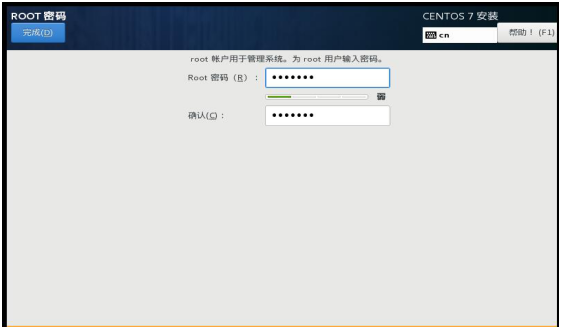 ROOT 密码
CENTOS 7 安装
完成(D)
cn
帮助！ (F1)
root 帐户用于管理系统。为 root 用户输入密码。
Root 密码（R）：
•••••••
弱
确认(C)：
•••••••